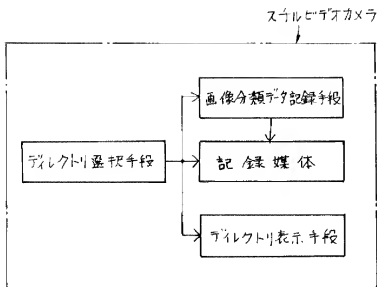 スチルビデオカメラ
画像分類データ記録手段
ディレクトリ選択手段
記録媒体
ディレクトリ表示手段